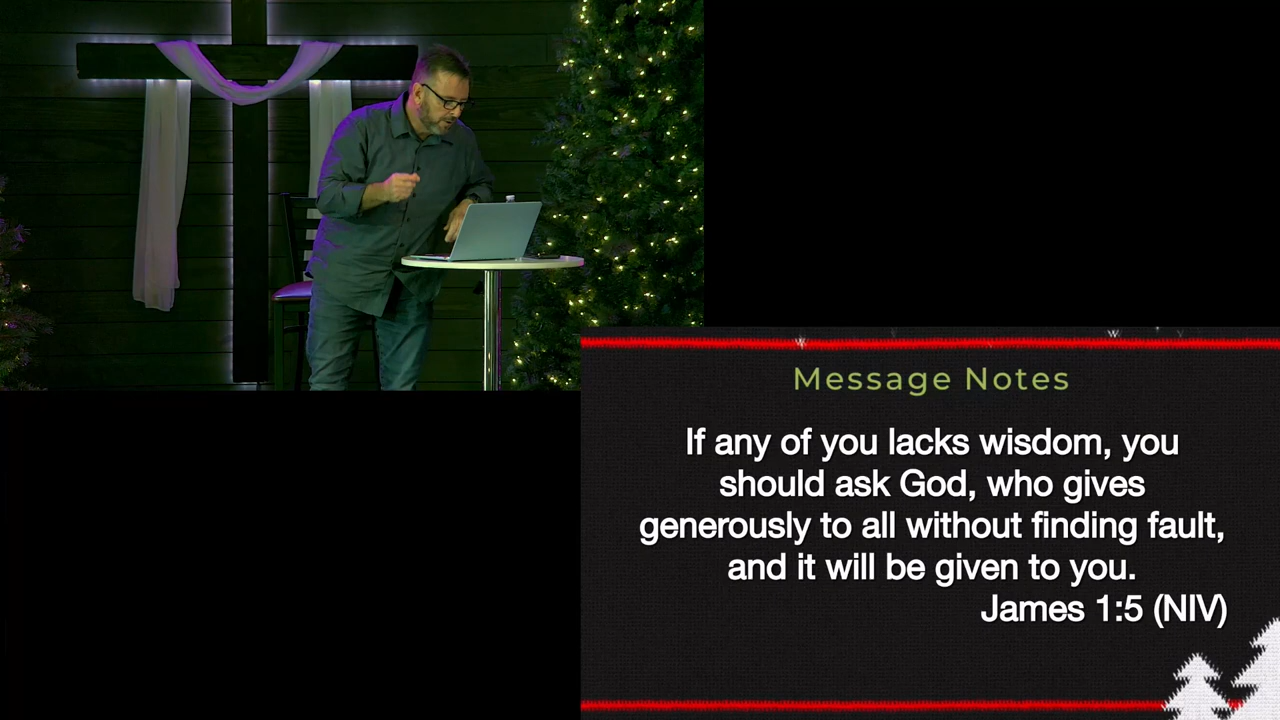 Message Notes
If any of you lacks wisdom, you
should ask God, who gives
generously to all without finding fault,
and it will be given to you.
James 1:5 (NIV)